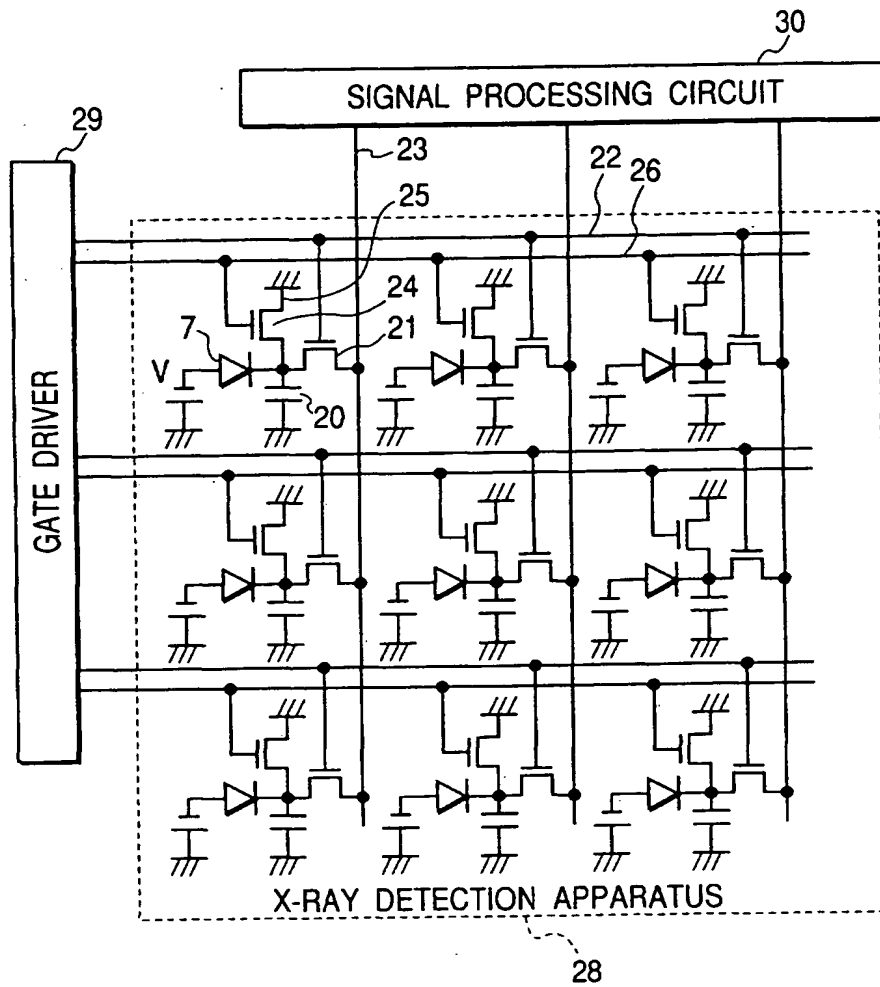 30
SIGNAL PROCESSING CIRCUIT
29
23
22
26
25
24
7
21
V
20
GATE DRIVER
X-RAY DETECTION APPARATUS
28